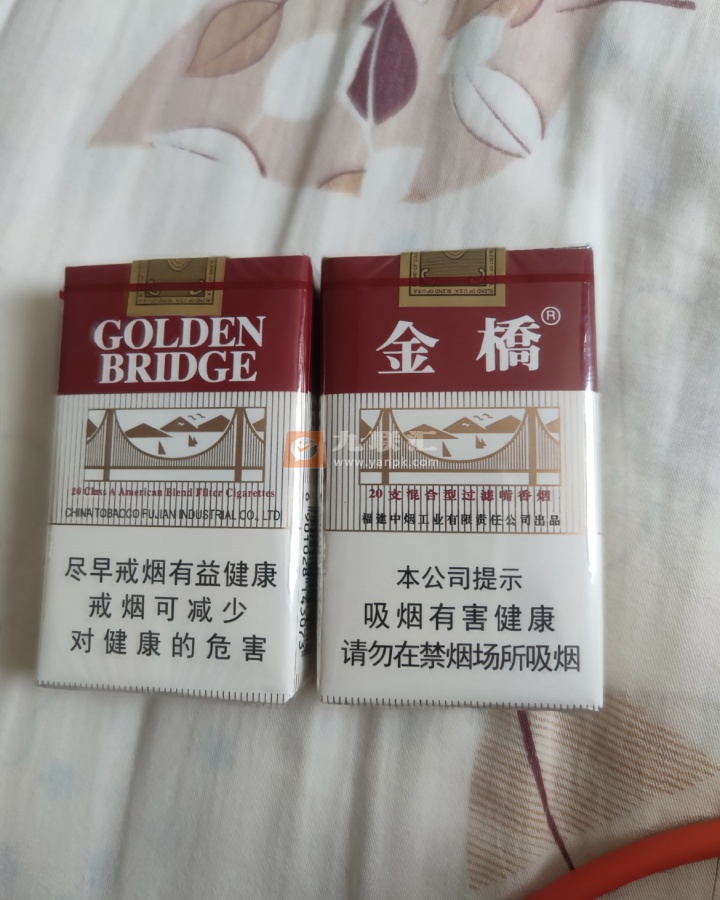 GOLDEN
BRIDGE
20 Class A American Blend Filter Cigarettes
CHINA TOBACCO FUJIAN INDUSTRIAL CO., LTD
尽早戒烟有益健康
戒烟可减少
对健康的危害
金橋®
20支混合型过滤嘴香烟
福建中烟工业有限责任公司出品
本公司提示
吸烟有害健康
请勿在禁烟场所吸烟
www.yanpk.com